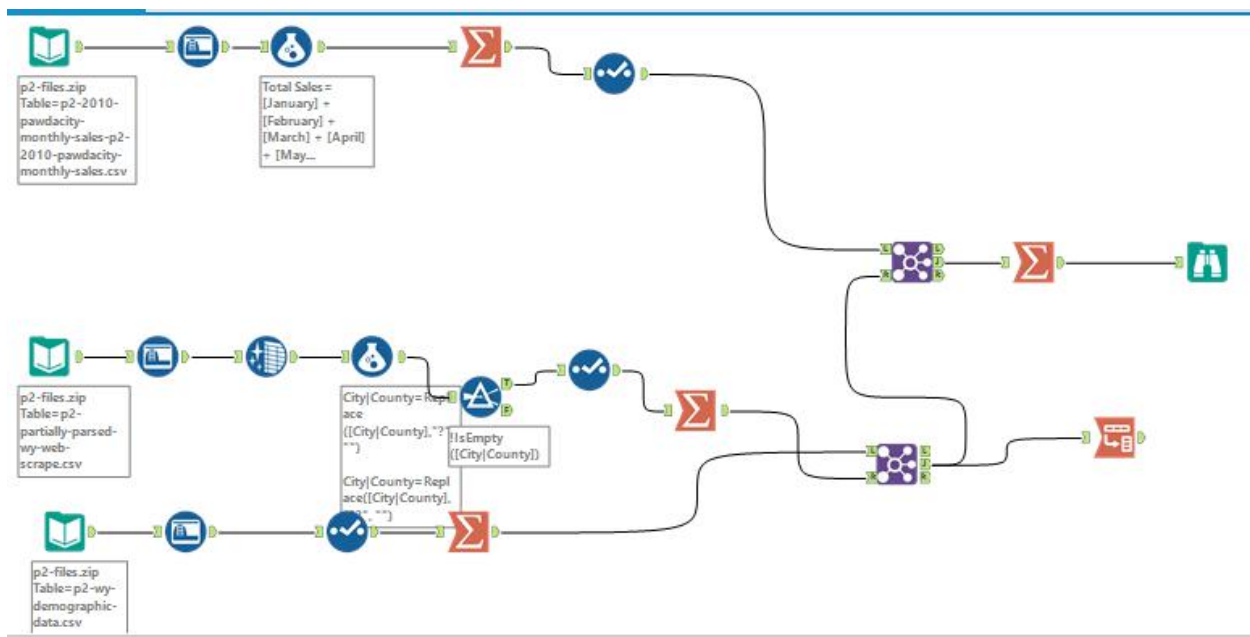 p2-files.zip
Table=p2-2010-
pawdacity-
monthly-sales-p2-
2010-pawdacity-
monthly-sales.csv
Total Sales =
[January] +
[February] +
[March] + [April]
+ [May...
L
R
L
J
R
p2-files.zip
Table=p2-
partially-parsed-
wy-web-
scrape.csv
City|County=Repl
ace
([City|County],"?"
"")
City|County=Repl
ace([City|County],
"")
T
F
!IsEmpty
([City|County])
L
R
L
J
R
p2-files.zip
Table=p2-wy-
demographic-
data.csv